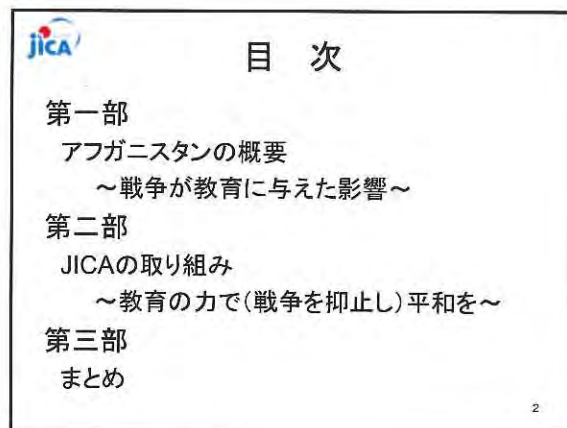 jICA
目 次
第一部
アフガニスタンの概要
～戦争が教育に与えた影響～
第二部
JICAの取り組み
～教育の力で(戦争を抑止し)平和を～
第三部
まとめ
2